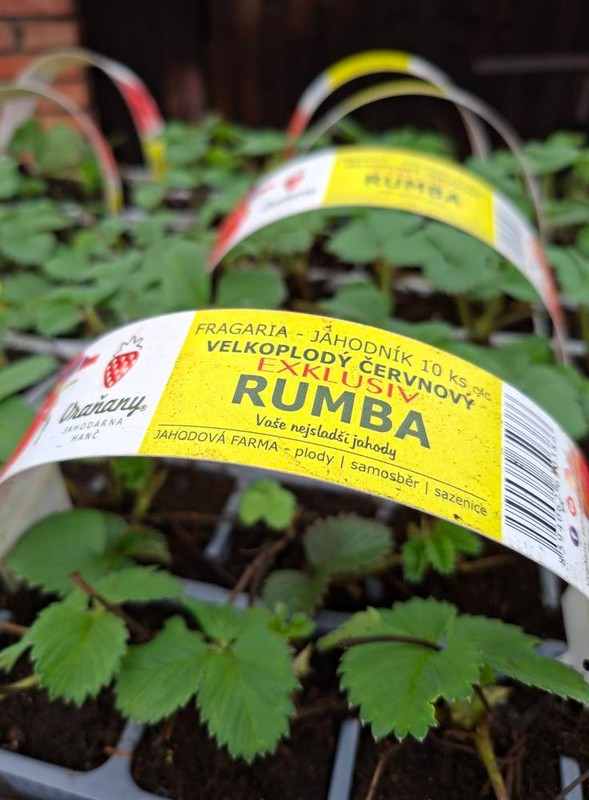 RUMBA
FRAGARIA - JAHODNÍK 10 ks
VELKOPLODÝ ČERVNOVÝ
EXKLUSIV
RUMBA
Vaše nejsladší jahody
JAHODOVÁ FARMA - plody | samosběr | sazenice
Vraňany®
JAHODÁRNA
HANČ